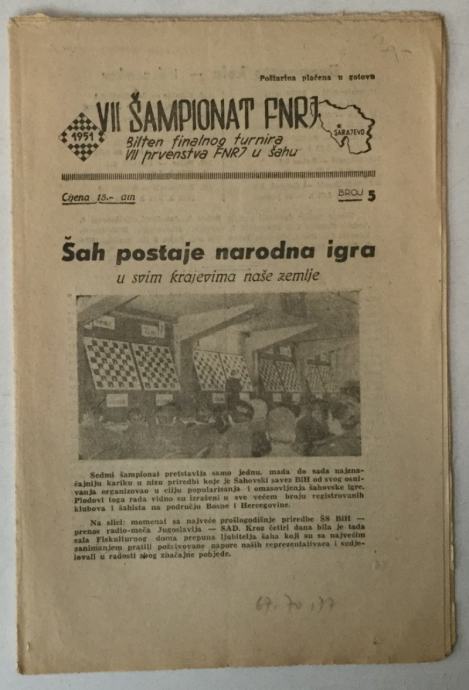 Poštarina plaćena u gotovu
VII ŠAMPIONAT FNRJ
1951
SARAJEVO
Bilten finalnog turnira
VII prvenstva FNRJ u šahu
Cijena 15.- din
BROJ 5
Šah postaje narodna igra
u svim krajevima naše zemlje
Sedmi šampionat pretstavlja samo jednu, mada do sada najzna-
čajniju kariku u nizu priredbi koje je Šahovski savez BiH od svog osni-
vanja organizovao u cilju popularisanja i omasovljenja šahovske igre.
Plodovi toga rada vidno su izraženi u sve većem broju registrovanih
klubova i šahista na području Bosne i Hercegovine.
Na slici: momenat sa najveće prošlogodišnje priredbe ŠS BiH —
prenos radio-meča Jugoslavija — SAD. Kroz četiri dana bila je tada
sala Fiskulturnog doma prepuna ljubitelja šaha koji su sa najvećim
zanimanjem pratili požrtvovane napore naših reprezentativaca i sudje-
lovali u radosti zbog značajne pobjede.